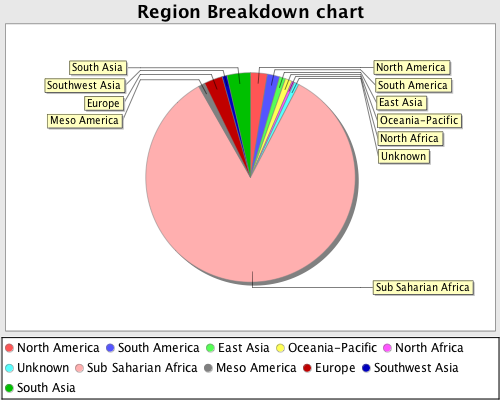 Region Breakdown chart
South Asia
Southwest Asia
Europe
Meso America
North America
South America
East Asia
Oceania-Pacific
North Africa
Unknown
Sub Saharian Africa
North America South America East Asia Oceania-Pacific North Africa
Unknown Sub Saharian Africa Meso America Europe Southwest Asia
South Asia